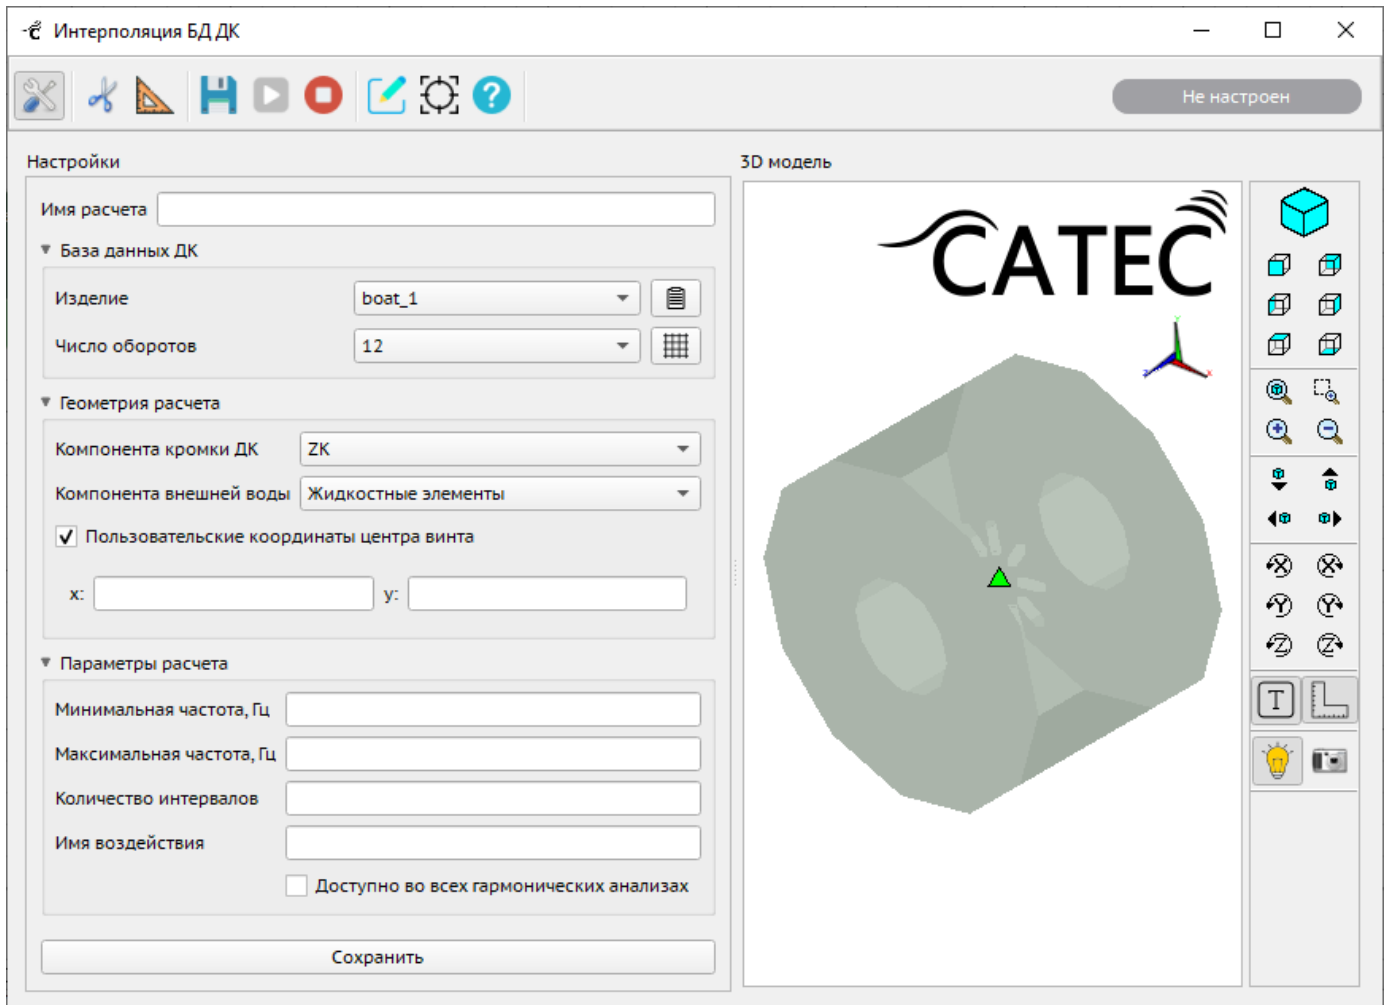 Интерполяция БД ДК
Не настроен
Настройки
3D модель
Имя расчета
База данных ДК
Изделие
boat_1
Число оборотов
12
Геометрия расчета
Компонента кромки ДК
ZK
Компонента внешней воды
Жидкостные элементы
Пользовательские координаты центра винта
x:
y:
Параметры расчета
Минимальная частота, Гц
Максимальная частота, Гц
Количество интервалов
Имя воздействия
Доступно во всех гармонических анализах
Сохранить
CATEC
Y
Z
X
X X
Y Y
Z Z
T